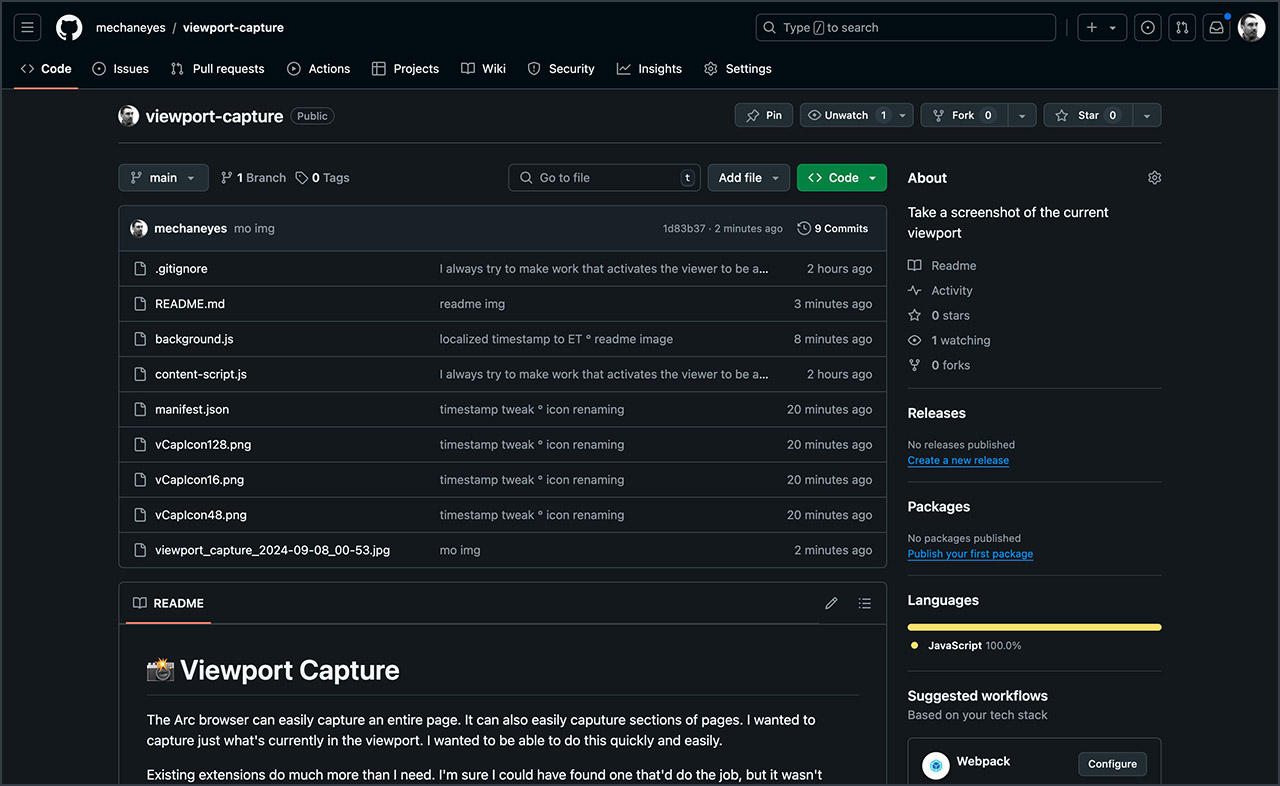 mechaneyes / viewport-capture
Type / to search
Code Issues Pull requests Actions Projects Wiki Security Insights Settings
viewport-capture Public
Pin Unwatch 1 Fork 0 Star 0
main 1 Branch 0 Tags Go to file t Add file Code
mechaneyes mo img 1d83b37 · 2 minutes ago 9 Commits
.gitignore I always try to make work that activates the viewer to be a... 2 hours ago
README.md readme img 3 minutes ago
background.js localized timestamp to ET ° readme image 8 minutes ago
content-script.js I always try to make work that activates the viewer to be a... 2 hours ago
manifest.json timestamp tweak ° icon renaming 20 minutes ago
vCapIcon128.png timestamp tweak ° icon renaming 20 minutes ago
vCapIcon16.png timestamp tweak ° icon renaming 20 minutes ago
vCapIcon48.png timestamp tweak ° icon renaming 20 minutes ago
viewport_capture_2024-09-08_00-53.jpg mo img 2 minutes ago
README
📸 Viewport Capture
The Arc browser can easily capture an entire page. It can also easily caputure sections of pages. I wanted to
capture just what's currently in the viewport. I wanted to be able to do this quickly and easily.
Existing extensions do much more than I need. I'm sure I could have found one that'd do the job, but it wasn't
About
Take a screenshot of the current
viewport
Readme
Activity
0 stars
1 watching
0 forks
Releases
No releases published
Create a new release
Packages
No packages published
Publish your first package
Languages
JavaScript 100.0%
Suggested workflows
Based on your tech stack
Webpack Configure